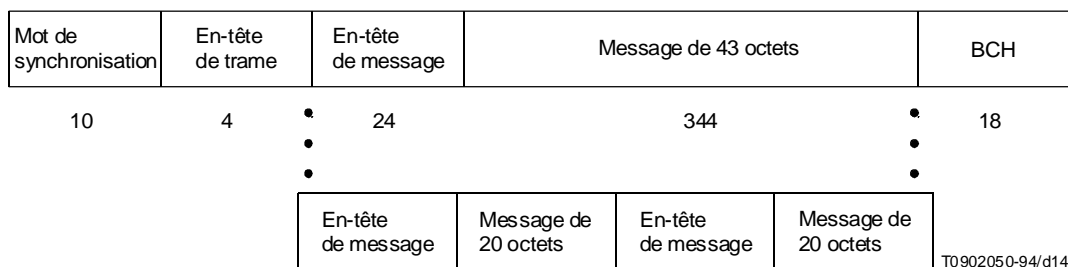 Mot de
synchronisation
En-tête
de trame
En-tête
de message
Message de 43 octets
BCH
10
4
24
344
18
En-tête
de message
Message de
20 octets
En-tête
de message
Message de
20 octets
T0902050-94/d14